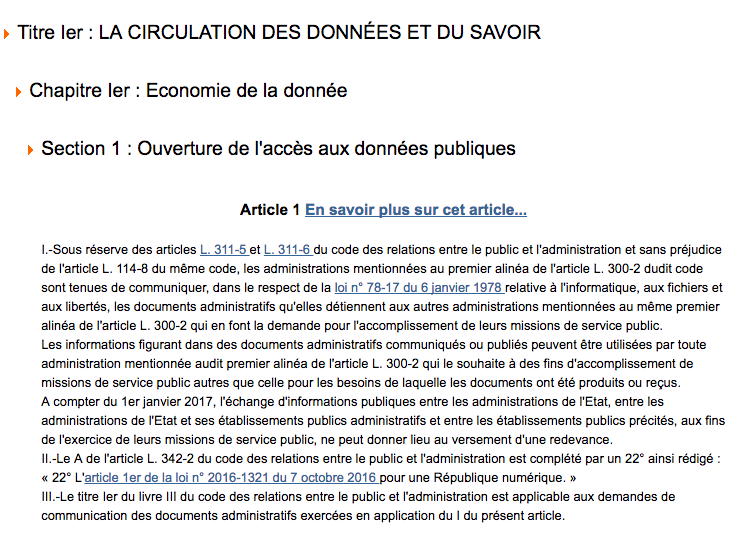 Titre Ier : LA CIRCULATION DES DONNÉES ET DU SAVOIR
Chapitre Ier : Economie de la donnée
Section 1 : Ouverture de l'accès aux données publiques
Article 1 En savoir plus sur cet article...
I.-Sous réserve des articles L. 311-5 et L. 311-6 du code des relations entre le public et l'administration et sans préjudice
de l'article L. 114-8 du même code, les administrations mentionnées au premier alinéa de l'article L. 300-2 dudit code
sont tenues de communiquer, dans le respect de la loi n° 78-17 du 6 janvier 1978 relative à l'informatique, aux fichiers et
aux libertés, les documents administratifs qu'elles détiennent aux autres administrations mentionnées au même premier
alinéa de l'article L. 300-2 qui en font la demande pour l'accomplissement de leurs missions de service public.
Les informations figurant dans des documents administratifs communiqués ou publiés peuvent être utilisées par toute
administration mentionnée audit premier alinéa de l'article L. 300-2 qui le souhaite à des fins d'accomplissement de
missions de service public autres que celle pour les besoins de laquelle les documents ont été produits ou reçus.
A compter du 1er janvier 2017, l'échange d'informations publiques entre les administrations de l'Etat, entre les
administrations de l'Etat et ses établissements publics administratifs et entre les établissements publics précités, aux fins
de l'exercice de leurs missions de service public, ne peut donner lieu au versement d'une redevance.
II.-Le A de l'article L. 342-2 du code des relations entre le public et l'administration est complété par un 22° ainsi rédigé :
« 22° L'article 1er de la loi n° 2016-1321 du 7 octobre 2016 pour une République numérique. »
III.-Le titre Ier du livre III du code des relations entre le public et l'administration est applicable aux demandes de
communication des documents administratifs exercées en application du I du présent article.